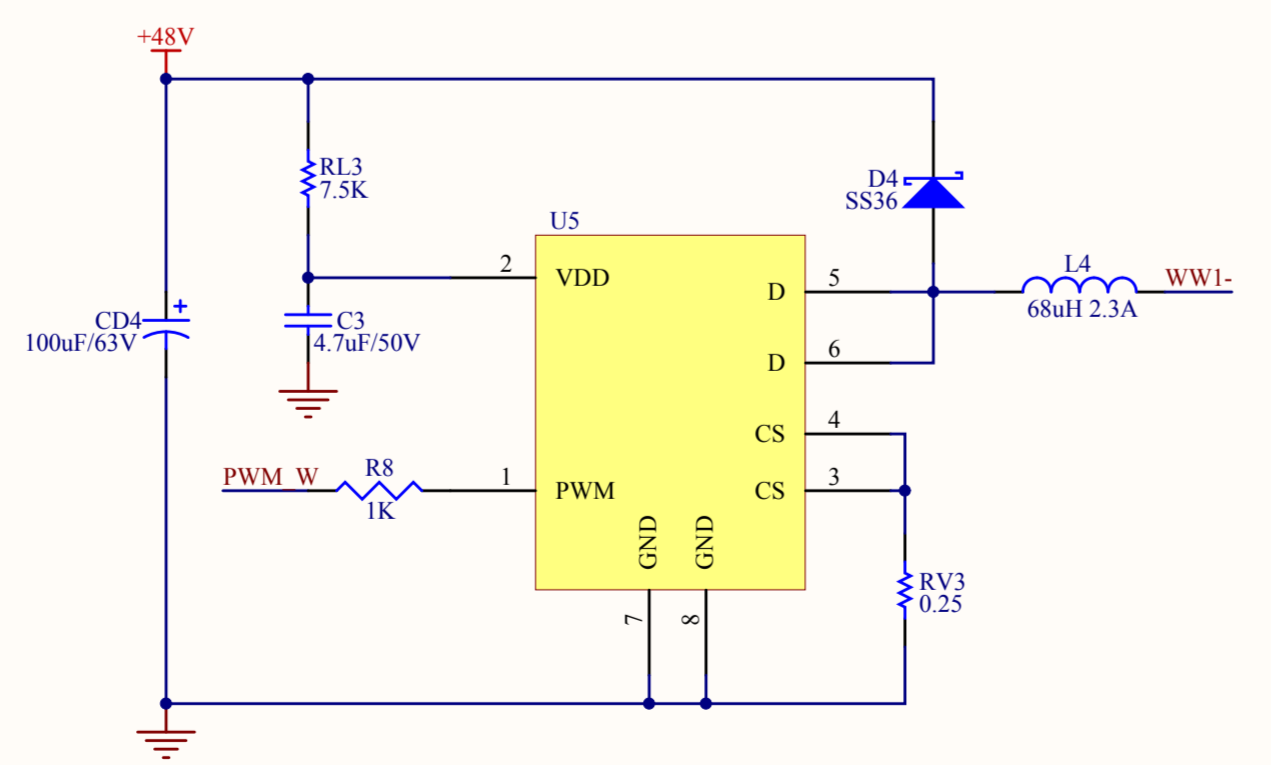 +48V
RL3
7.5K
D4
SS36
U5
2
VDD
D
5
L4
WW1-
68uH 2.3A
CD4
+
100uF/63V
C3
4.7uF/50V
D
6
CS
4
PWM_W
R8
1K
1
PWM
CS
3
GND
GND
RV3
0.25
7
8